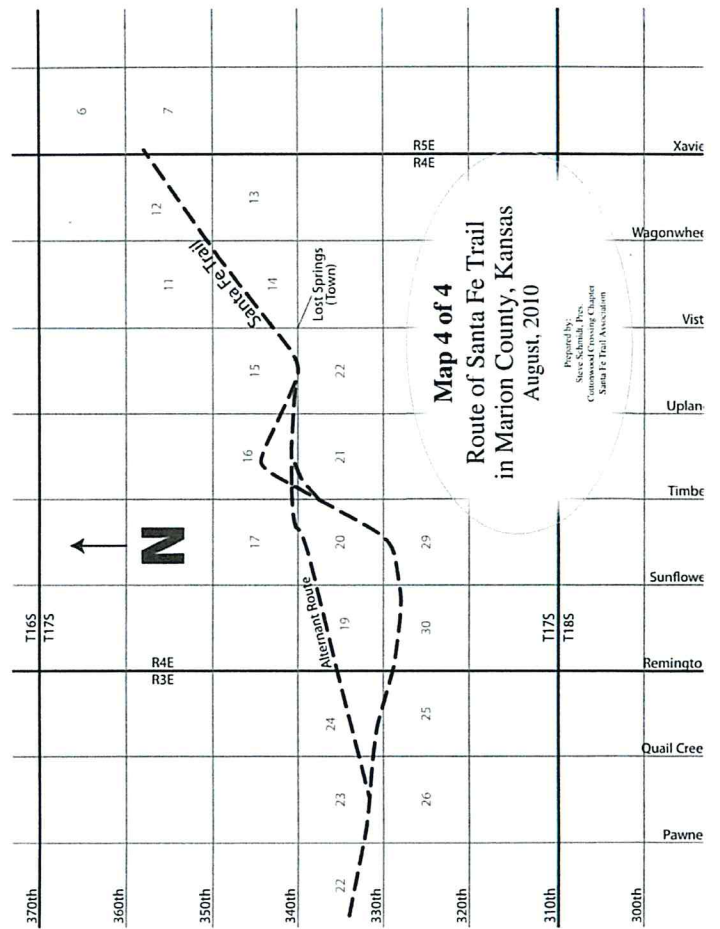 Map 4 of 4
Route of Santa Fe Trail
in Marion County, Kansas
August, 2010
Prepared by:
Steve Schmidt, Pres.
Cottonwood Crossing Chapter
Santa Fe Trail Association
N
6
7
R5E
R4E
Xavie
12
13
Wagonwhee
11
Santa Fe Trail
14
Lost Springs
(Town)
Vist
15
22
Uplan
16
21
Timbe
17
20
29
Sunflowe
T16S
T17S
Alternant Route
19
30
T17S
T18S
R4E
R3E
Remingto
24
25
Quail Cree
23
26
Pawne
22
370th
360th
350th
340th
330th
320th
310th
300th